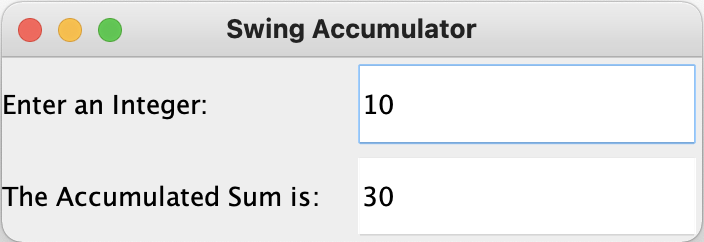 Swing Accumulator
Enter an Integer: 10
The Accumulated Sum is: 30